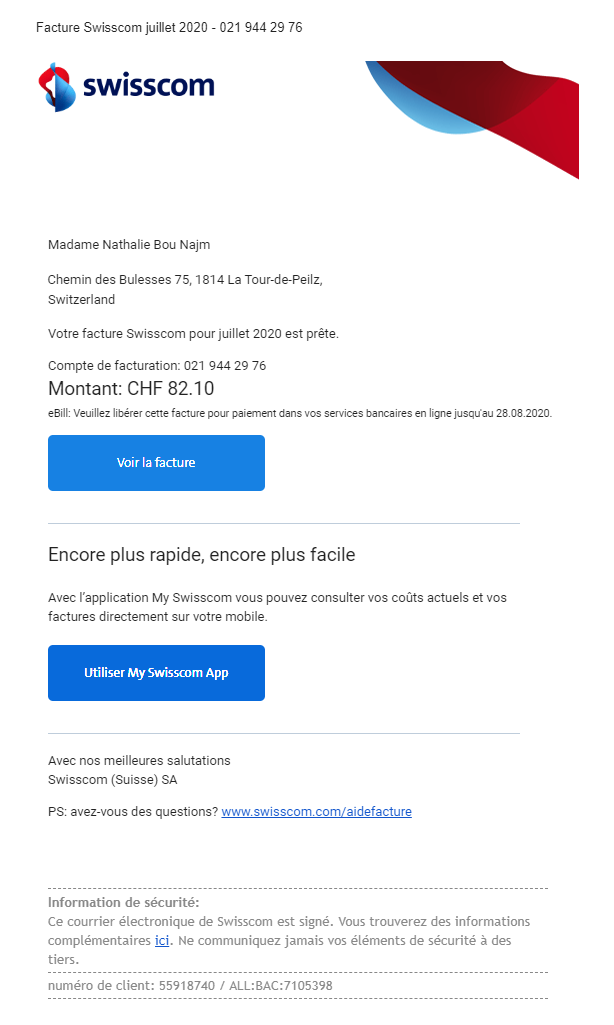 Facture Swisscom juillet 2020 - 021 944 29 76
swisscom
Madame Nathalie Bou Najm
Chemin des Bulesses 75, 1814 La Tour-de-Peilz,
Switzerland
Votre facture Swisscom pour juillet 2020 est prête.
Compte de facturation: 021 944 29 76
Montant: CHF 82.10
eBill: Veuillez libérer cette facture pour paiement dans vos services bancaires en ligne jusqu'au 28.08.2020.
Voir la facture
Encore plus rapide, encore plus facile
Avec l’application My Swisscom vous pouvez consulter vos coûts actuels et vos
factures directement sur votre mobile.
Utiliser My Swisscom App
Avec nos meilleures salutations
Swisscom (Suisse) SA
PS: avez-vous des questions? www.swisscom.com/aidefacture
Information de sécurité:
Ce courrier électronique de Swisscom est signé. Vous trouverez des informations
complémentaires ici. Ne communiquez jamais vos éléments de sécurité à des
tiers.
numéro de client: 55918740 / ALL:BAC:7105398